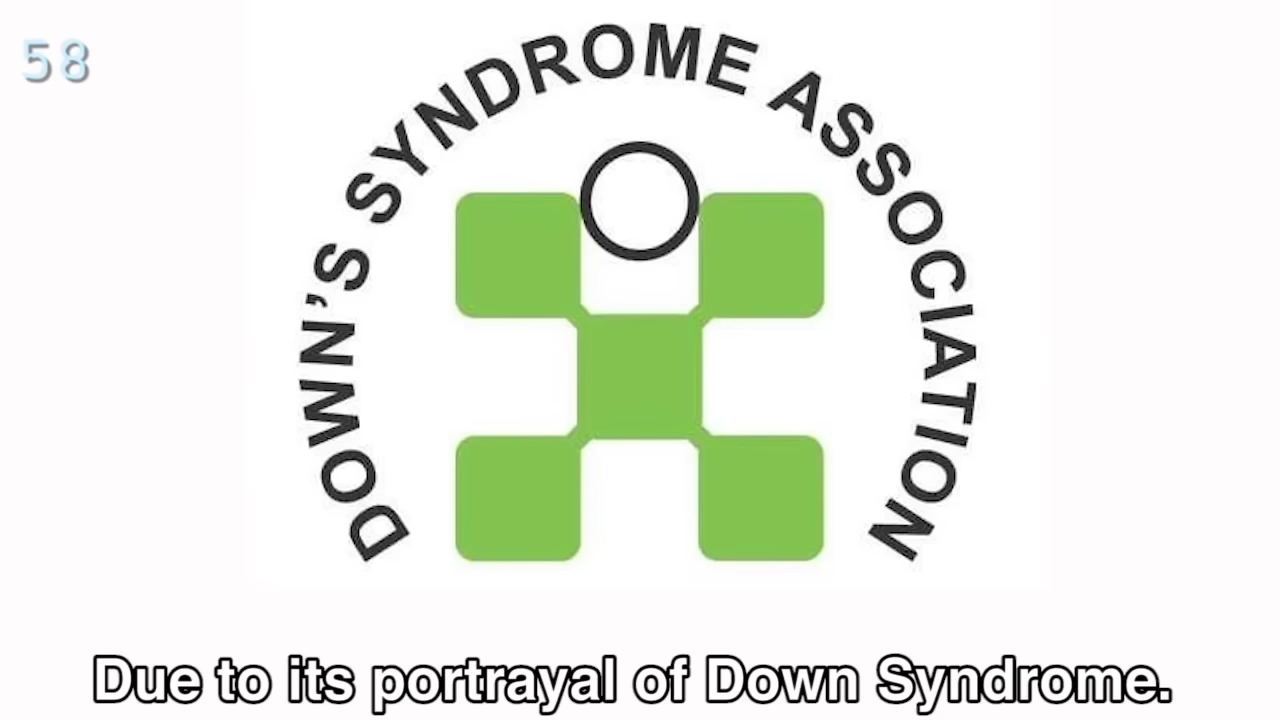 58
DOWN'S SYNDROME ASSOCIATION
Due to its portrayal of Down Syndrome.